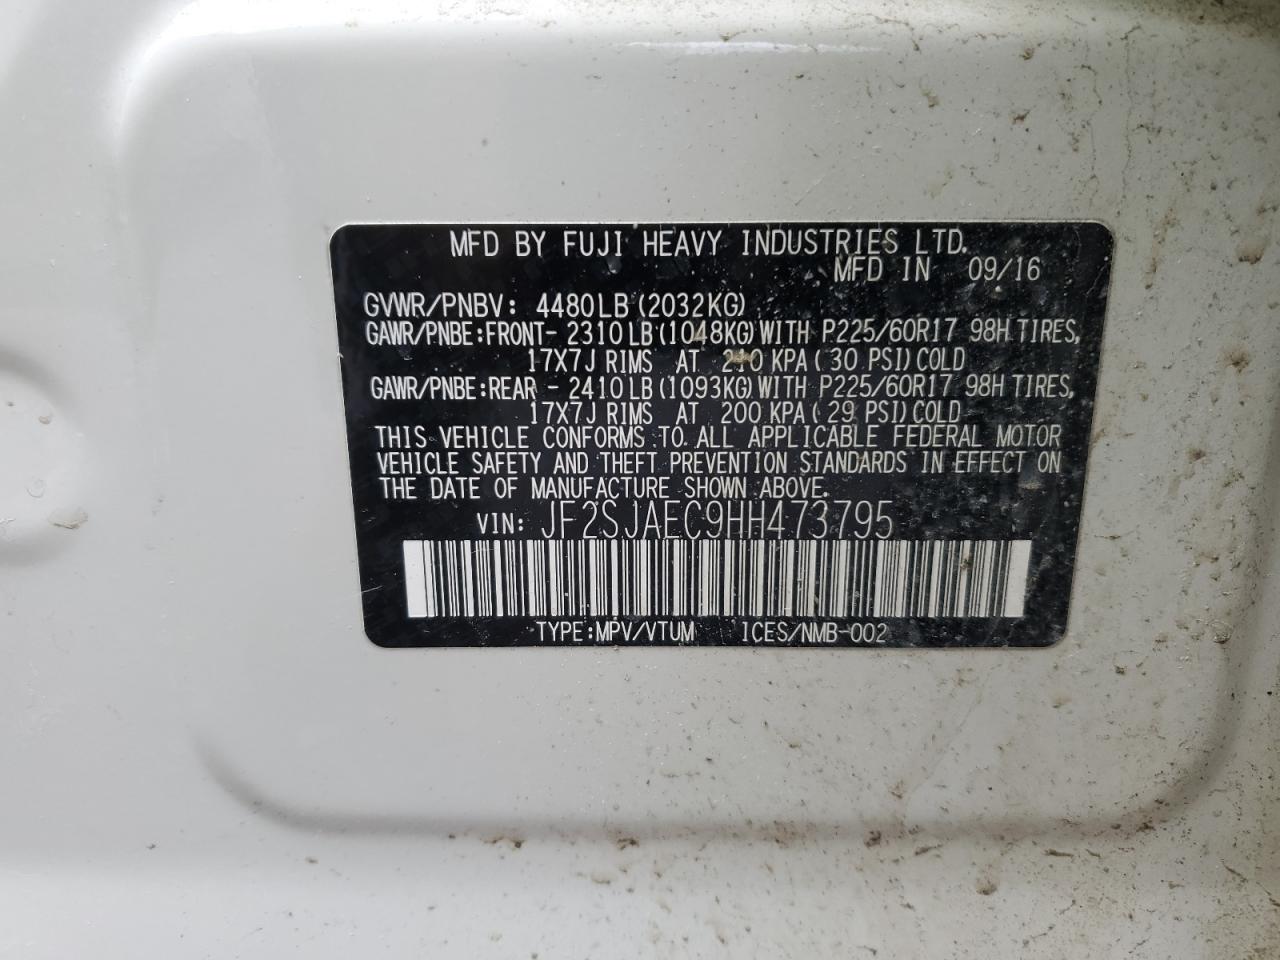 MFD BY FUJI HEAVY INDUSTRIES LTD.
MFD IN 09/16
GVWR/PNBV: 4480LB(2032KG)
GAWR/PNBE:FRONT- 2310LB(1048KG)WITH P225/60R17 98H TIRES,
17X7J RIMS AT 210 KPA(30 PSI)COLD
GAWR/PNBE:REAR - 2410LB(1093KG)WITH P225/60R17 98H TIRES,
17X7J RIMS AT 200 KPA(29 PSI)COLD
THIS VEHICLE CONFORMS TO ALL APPLICABLE FEDERAL MOTOR
VEHICLE SAFETY AND THEFT PREVENTION STANDARDS IN EFFECT ON
THE DATE OF MANUFACTURE SHOWN ABOVE.
VIN: JF2SJAEC9HH473795
TYPE:MPV/VTUM ICES/NMB-002